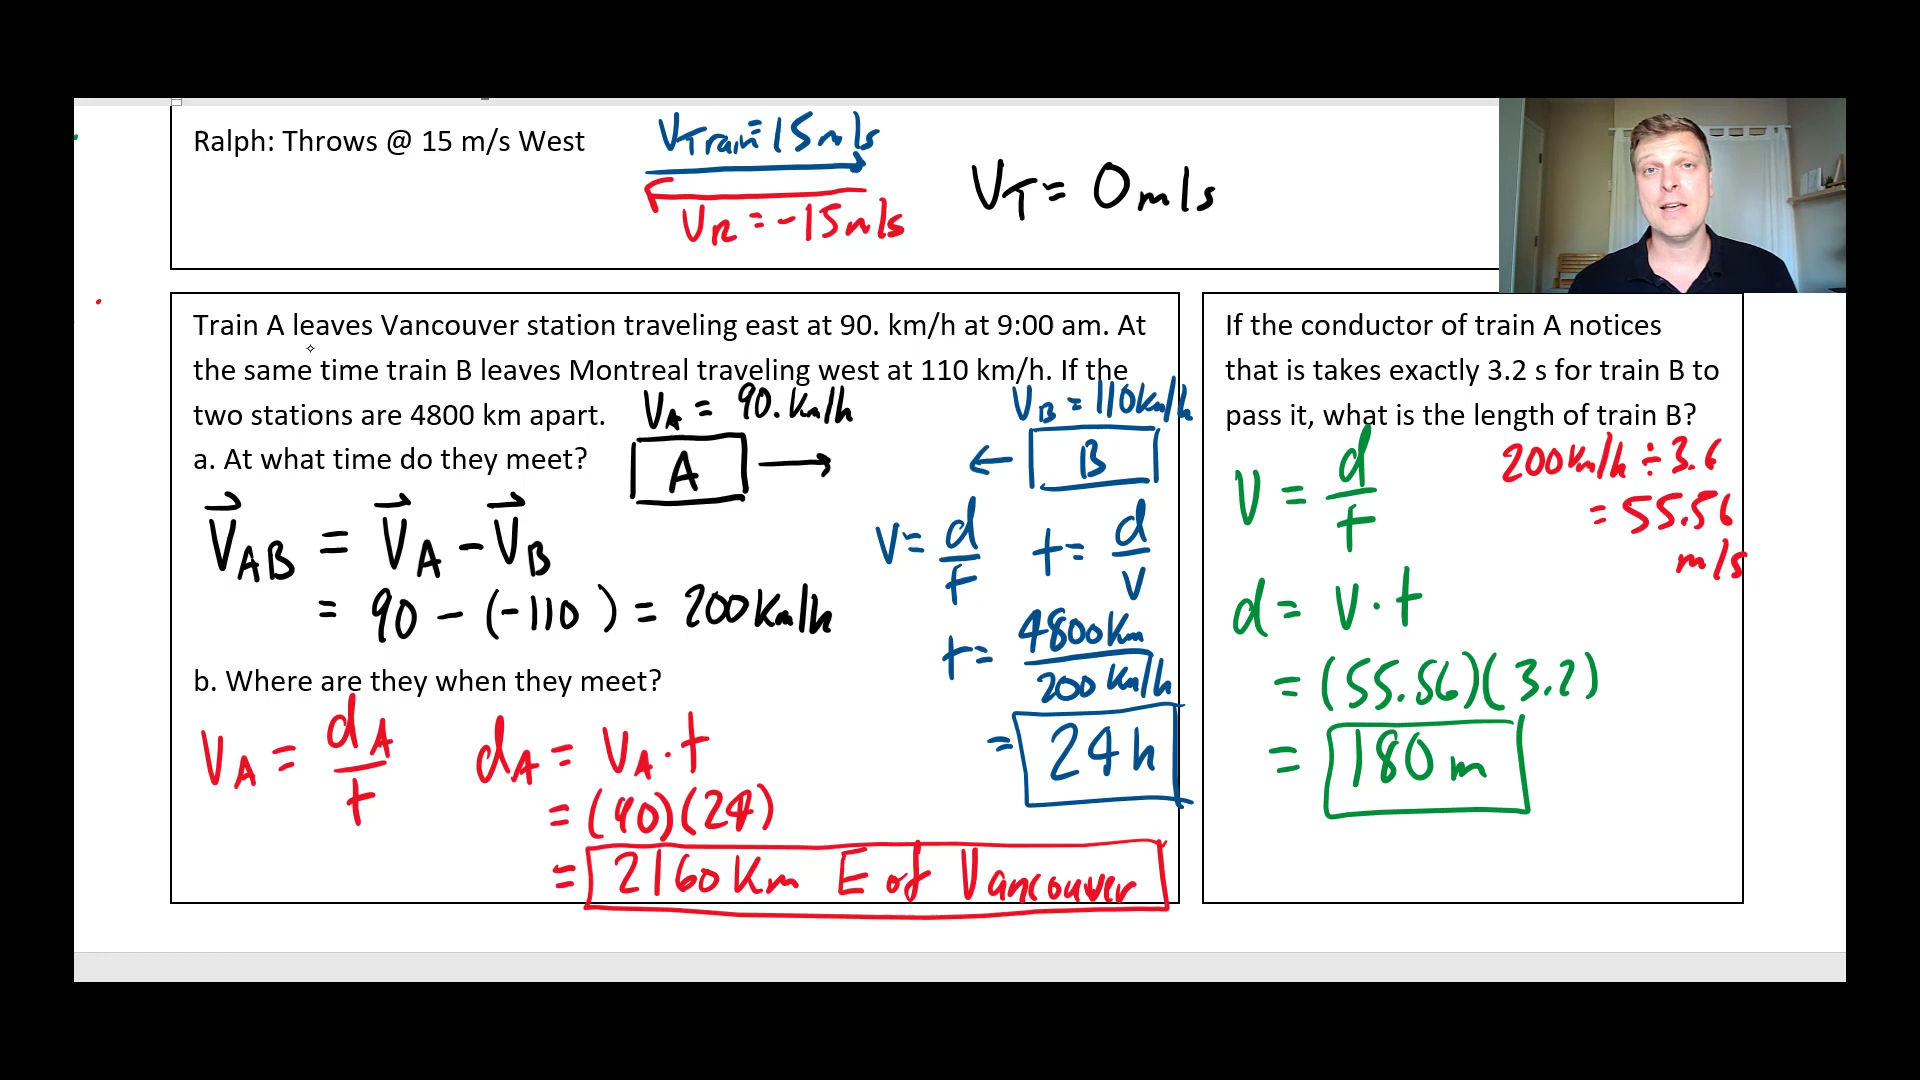 Ralph: Throws @ 15 m/s West
VTrain = 15 m/s
VR = -15 m/s
VT = 0 m/s
Train A leaves Vancouver station traveling east at 90. km/h at 9:00 am. At
the same time train B leaves Montreal traveling west at 110 km/h. If the
two stations are 4800 km apart.
VA = 90. Km/h
VB = 110 Km/h
a. At what time do they meet?
A
B
V⃗AB = V⃗A - V⃗B
= 90 - (-110) = 200 Km/h
V = d/t
t = d/v
t = 4800 Km / 200 Km/h
= 24 h
b. Where are they when they meet?
VA = dA/t
dA = VA · t
= (90)(24)
= 2160 Km E of Vancouver
If the conductor of train A notices
that is takes exactly 3.2 s for train B to
pass it, what is the length of train B?
200 Km/h ÷ 3.6
= 55.56
m/s
V = d/t
d = V · t
= (55.56)(3.2)
= 180 m